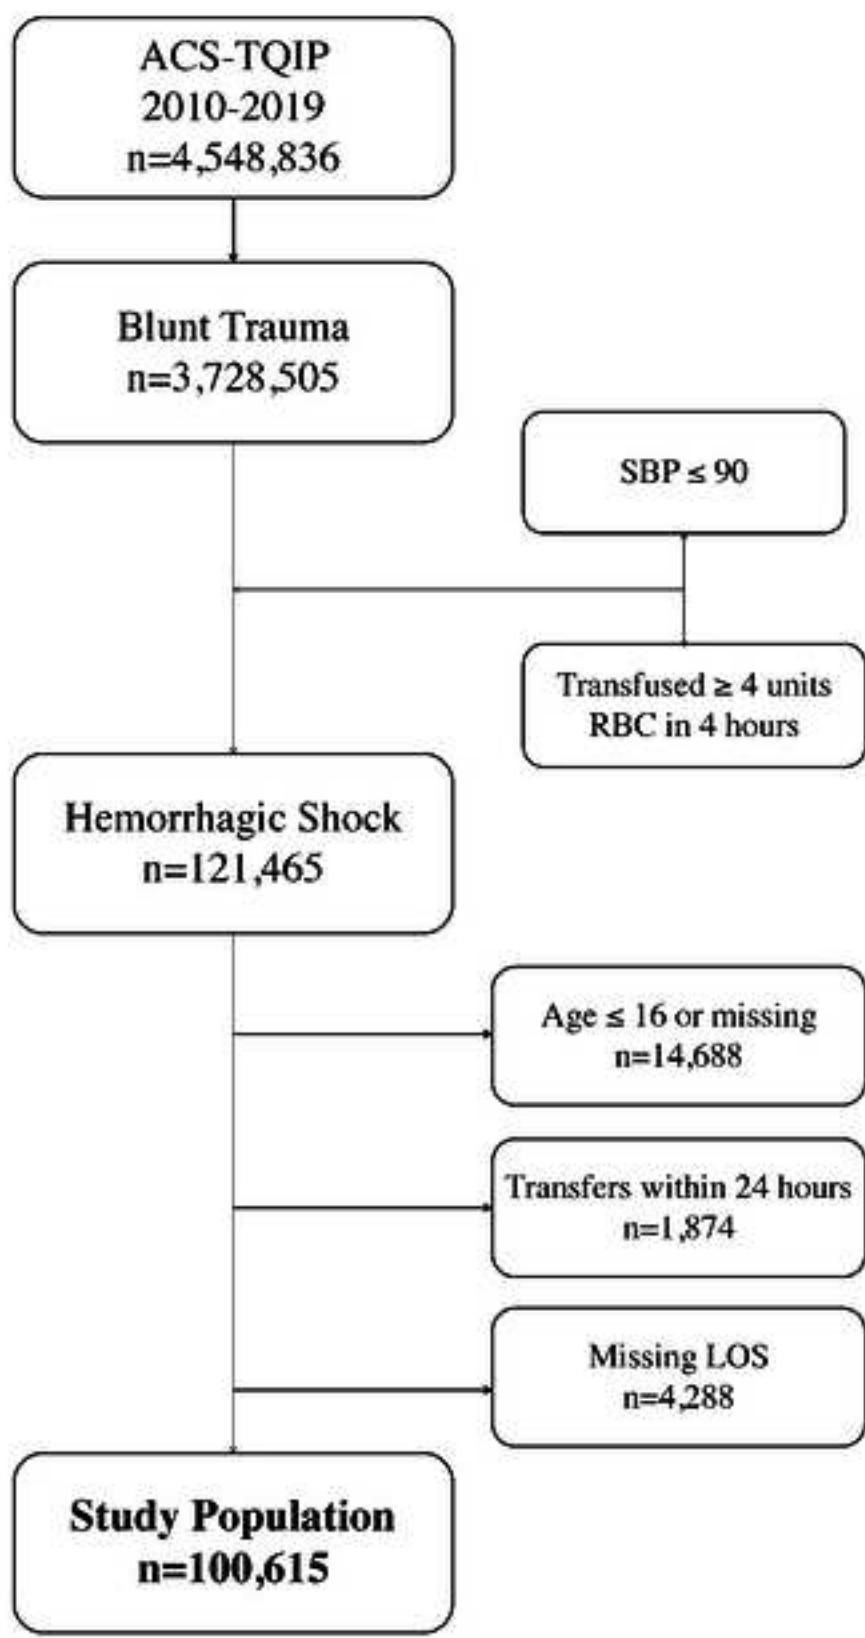 ACS-TQIP
2010-2019
n=4,548,836
Blunt Trauma
n=3,728,505
SBP ≤ 90
Transfused ≥ 4 units
RBC in 4 hours
Hemorrhagic Shock
n=121,465
Age ≤ 16 or missing
n=14,688
Transfers within 24 hours
n=1,874
Missing LOS
n=4,288
Study Population
n=100,615